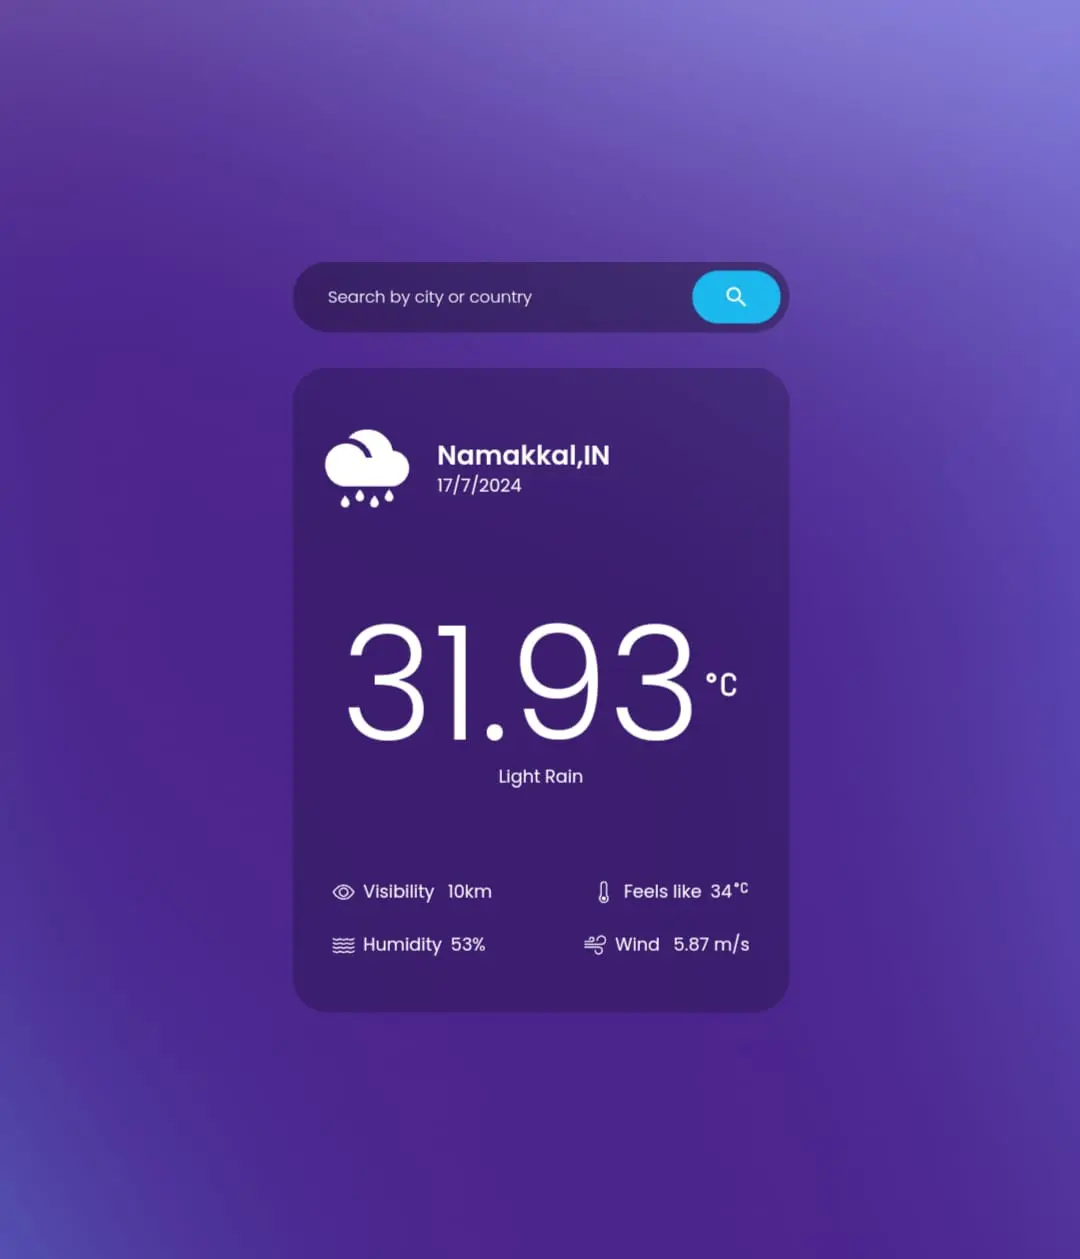 Search by city or country
Namakkal,IN
17/7/2024
31.93 °C
Light Rain
Visibility 10km
Feels like 34°C
Humidity 53%
Wind 5.87 m/s